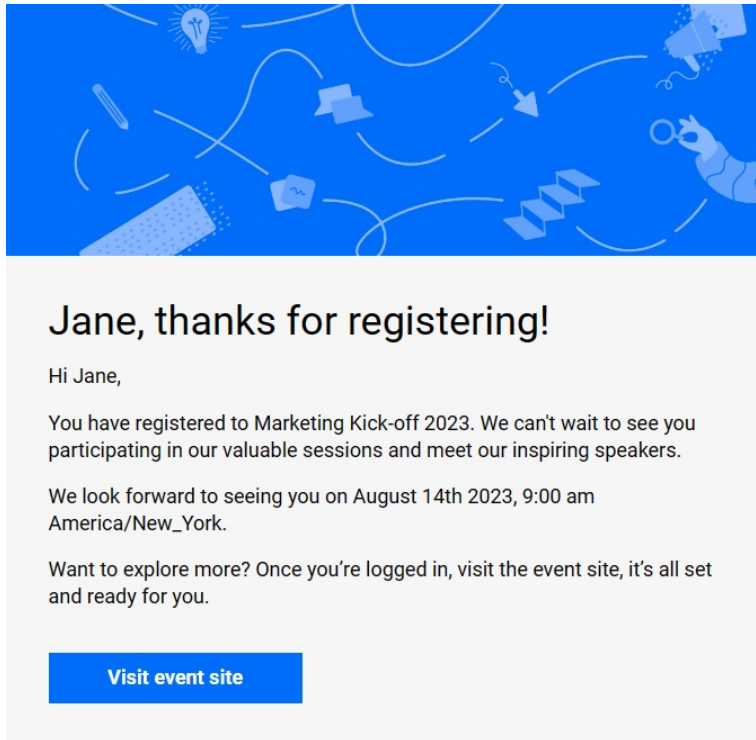 Jane, thanks for registering!
Hi Jane,
You have registered to Marketing Kick-off 2023. We can't wait to see you
participating in our valuable sessions and meet our inspiring speakers.
We look forward to seeing you on August 14th 2023, 9:00 am
America/New_York.
Want to explore more? Once you’re logged in, visit the event site, it’s all set
and ready for you.
Visit event site